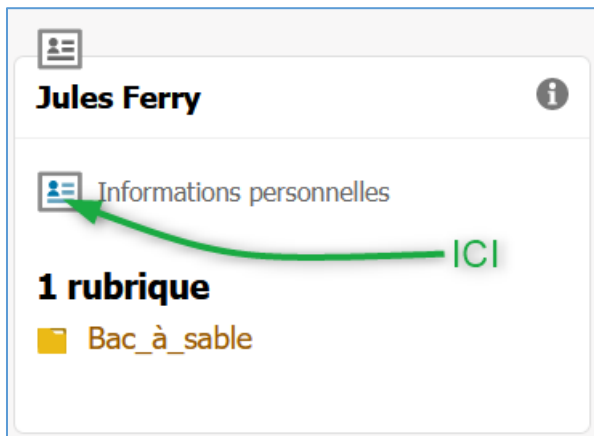 Jules Ferry
Informations personnelles
ICI
1 rubrique
Bac_à_sable